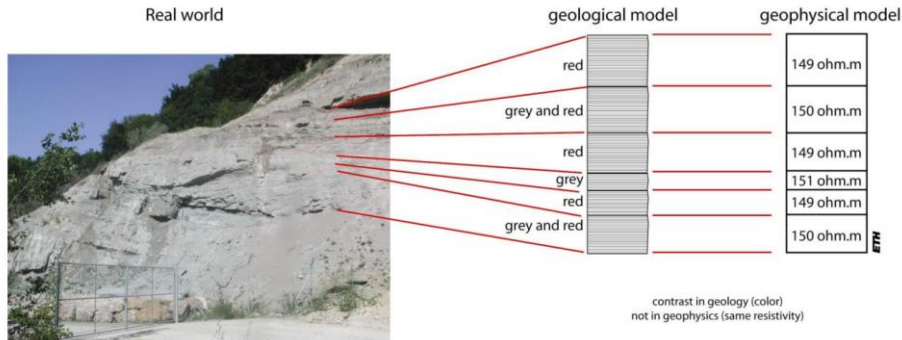 Real world
geological model
geophysical model
red
149 ohm.m
grey and red
150 ohm.m
red
149 ohm.m
grey
151 ohm.m
red
149 ohm.m
grey and red
150 ohm.m
ETH
contrast in geology (color)
not in geophysics (same resistivity)